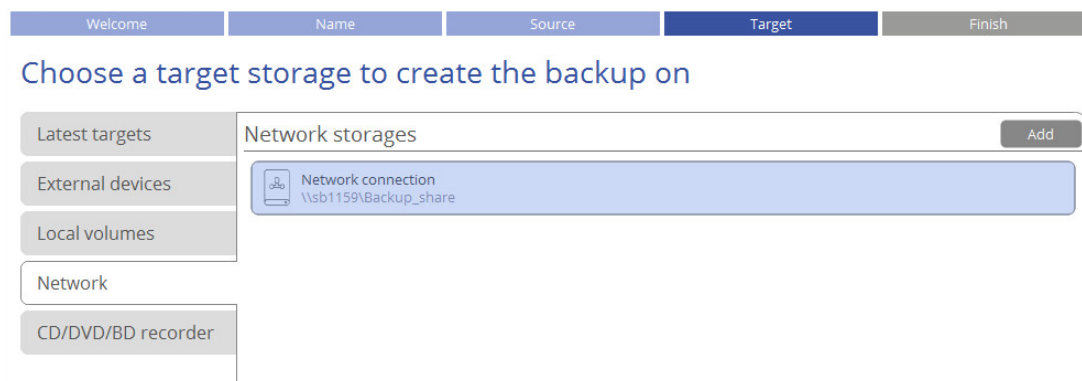 Welcome Name Source Target Finish
Choose a target storage to create the backup on
Latest targets
External devices
Local volumes
Network
CD/DVD/BD recorder
Network storages Add
Network connection
\\sb1159\Backup_share